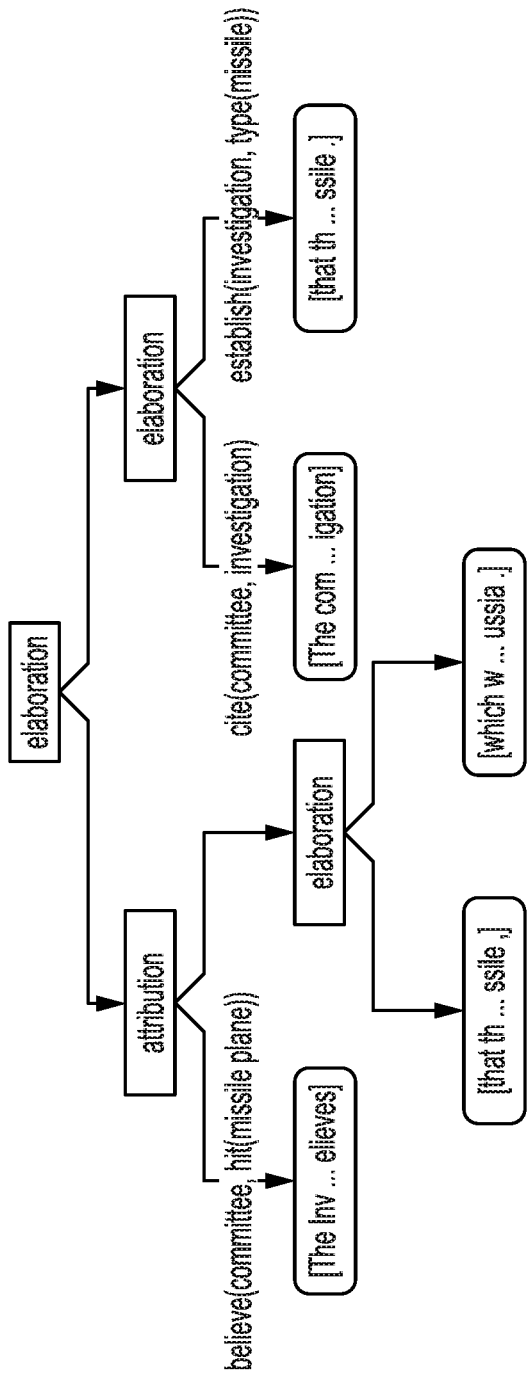 elaboration
attribution
elaboration
believe(committee, hit(missile plane))
cite(committee, investigation)
establish(investigation, type(missile))
[The Inv ... elieves]
elaboration
[The com ... igation]
[that th ... ssile ,]
[that th ... ssile ,]
[which w ... ussia .]